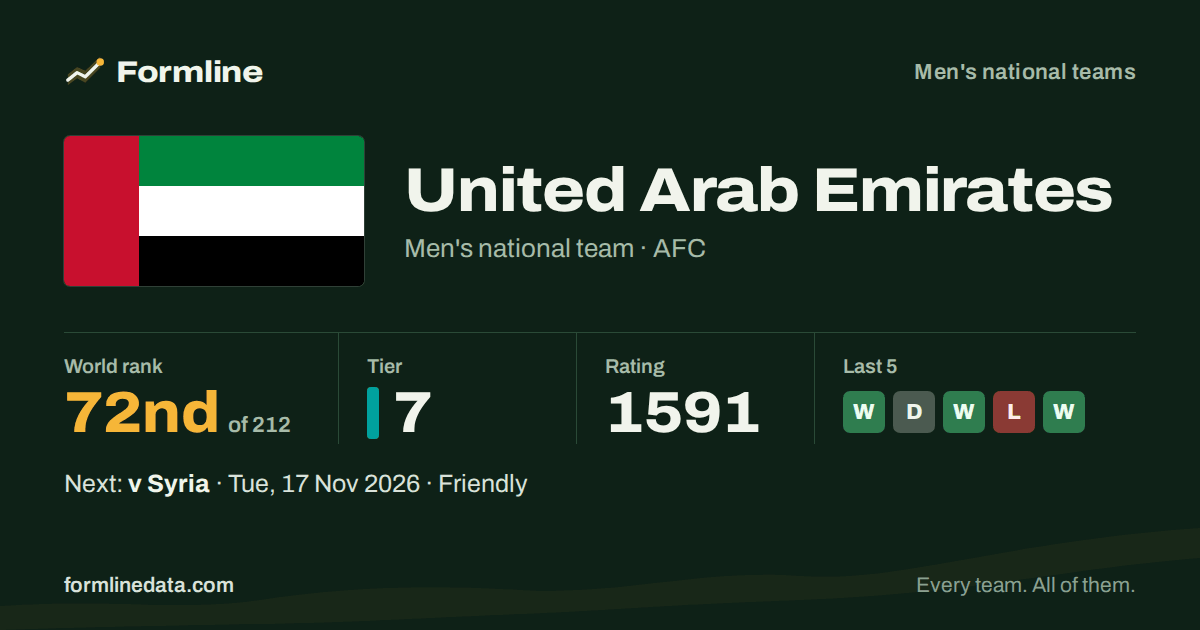 Formline
Men's national teams
United Arab Emirates
Men's national team · AFC
World rank
72nd of 212
Tier
7
Rating
1591
Last 5
W D W L W
Next: v Syria · Tue, 17 Nov 2026 · Friendly
formlinedata.com
Every team. All of them.